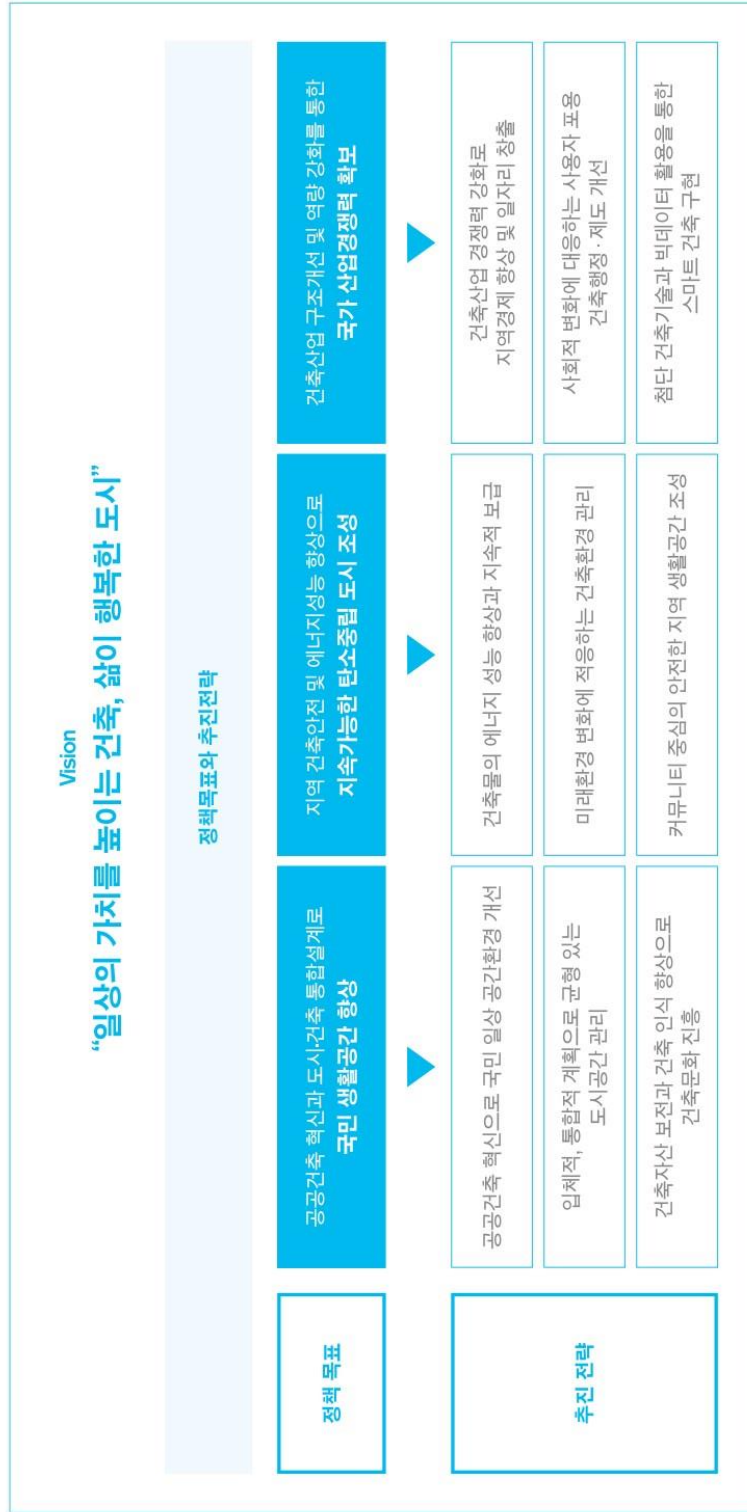 Vision
“일상의 가치를 높이는 건축, 삶이 행복한 도시”
정책목표와 추진전략
정책 목표
공공건축 혁신과 도시·건축 통합설계로
국민 생활공간 향상
지역 건축안전 및 에너지성능 향상으로
지속가능한 탄소중립 도시 조성
건축산업 구조개선 및 역량 강화를 통한
국가 산업경쟁력 확보
추진 전략
공공건축 혁신으로 국민 일상 공간환경 개선
입체적, 통합적 계획으로 균형 있는
도시공간 관리
건축자산 보전과 건축 인식 향상으로
건축문화 진흥
건축물의 에너지 성능 향상과 지속적 보급
미래환경 변화에 적응하는 건축환경 관리
커뮤니티 중심의 안전한 지역 생활공간 조성
건축산업 경쟁력 강화로
지역경제 향상 및 일자리 창출
사회적 변화에 대응하는 사용자 포용
건축행정 · 제도 개선
첨단 건축기술과 빅데이터 활용을 통한
스마트 건축 구현